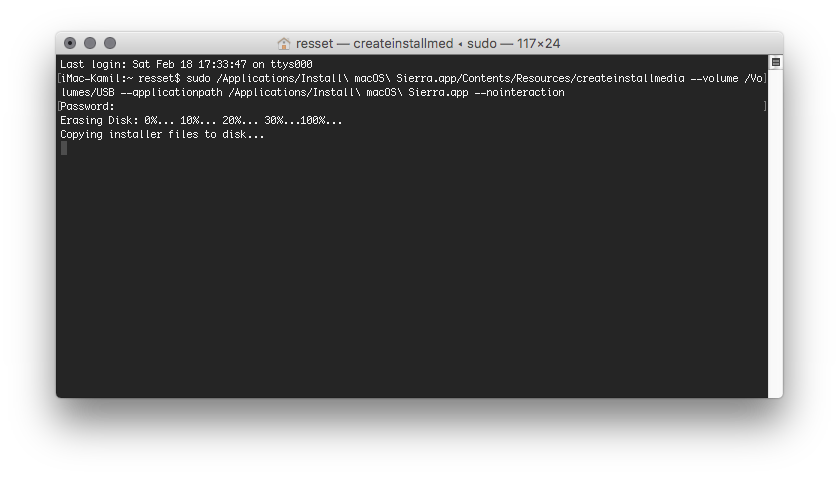 resset — createinstallmed ◂ sudo — 117×24
Last login: Sat Feb 18 17:33:47 on ttys000
[iMac-Kamil:~ resset$ sudo /Applications/Install\ macOS\ Sierra.app/Contents/Resources/createinstallmedia --volume /Vo]
lumes/USB --applicationpath /Applications/Install\ macOS\ Sierra.app --nointeraction
[Password: ]
Erasing Disk: 0%... 10%... 20%... 30%...100%...
Copying installer files to disk...